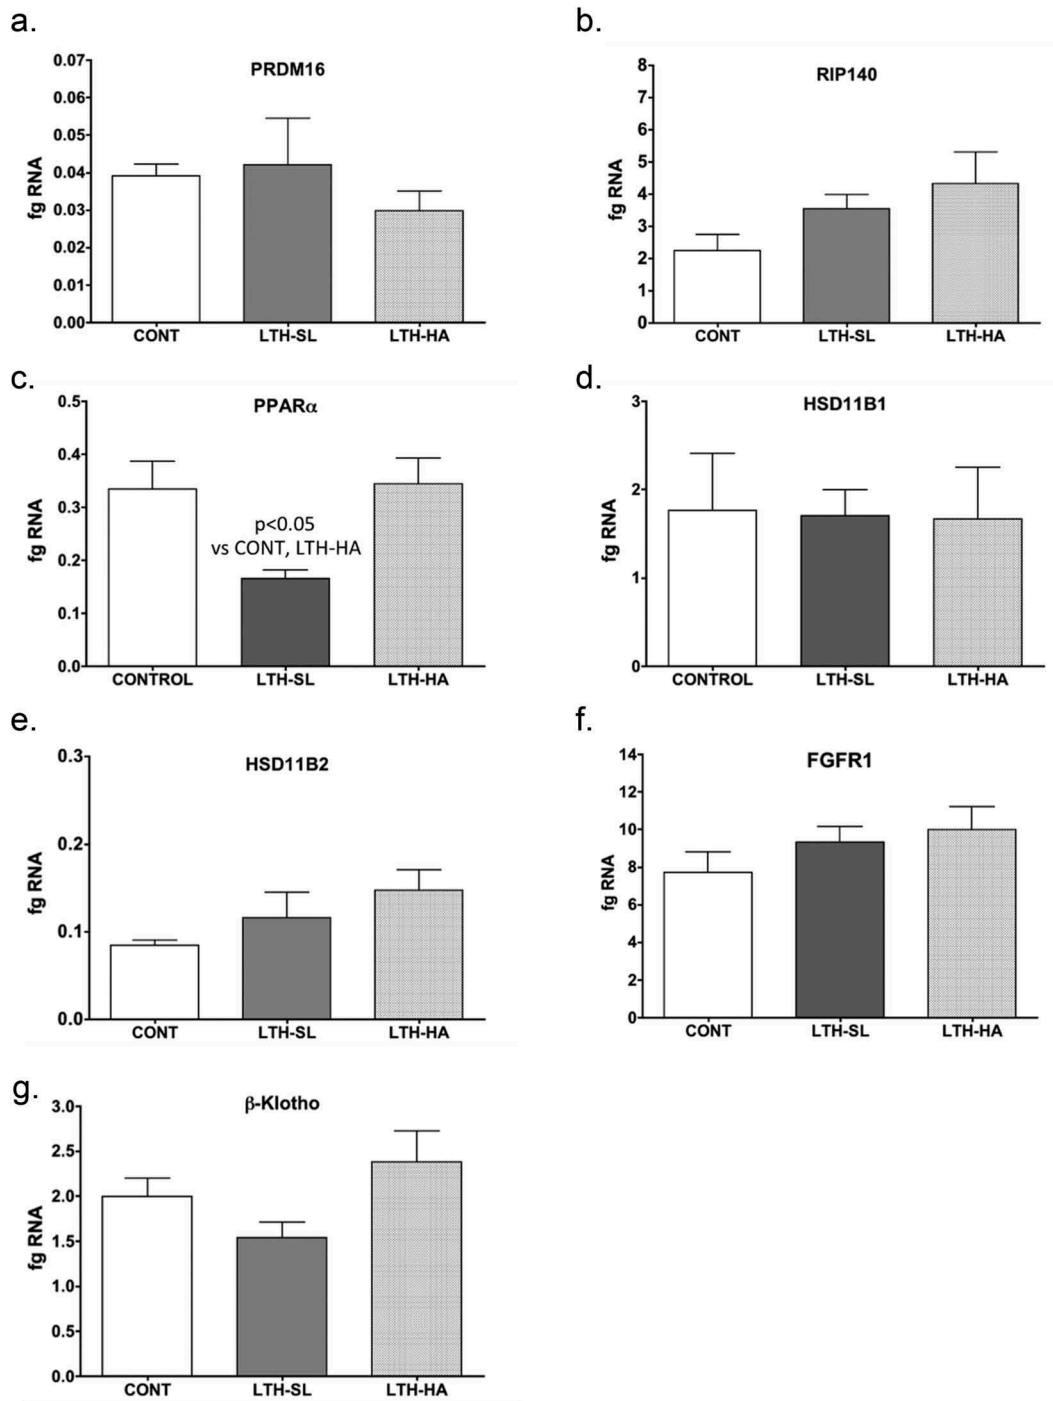 a.
PRDM16
fg RNA
0.07
0.06
0.05
0.04
0.03
0.02
0.01
0.00
CONT LTH-SL LTH-HA
b.
RIP140
fg RNA
8
7
6
5
4
3
2
1
0
CONT LTH-SL LTH-HA
c.
PPARα
fg RNA
0.5
0.4
0.3
0.2
0.1
0.0
p<0.05
vs CONT, LTH-HA
CONTROL LTH-SL LTH-HA
d.
HSD11B1
fg RNA
3
2
1
0
CONTROL LTH-SL LTH-HA
e.
HSD11B2
fg RNA
0.3
0.2
0.1
0.0
CONT LTH-SL LTH-HA
f.
FGFR1
fg RNA
14
12
10
8
6
4
2
0
CONT LTH-SL LTH-HA
g.
β-Klotho
fg RNA
3.0
2.5
2.0
1.5
1.0
0.5
0.0
CONT LTH-SL LTH-HA